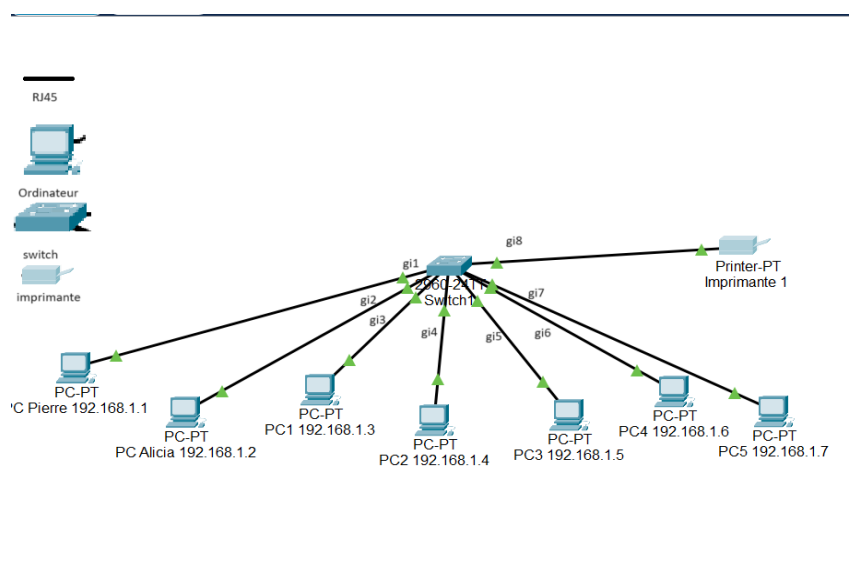 RJ45
Ordinateur
switch
imprimante
gi1
gi2
gi3
gi4
gi5
gi6
gi7
gi8
2960-24TT
Switch1
Printer-PT
Imprimante 1
PC-PT
PC Pierre 192.168.1.1
PC-PT
PC Alicia 192.168.1.2
PC-PT
PC1 192.168.1.3
PC-PT
PC2 192.168.1.4
PC-PT
PC3 192.168.1.5
PC-PT
PC4 192.168.1.6
PC-PT
PC5 192.168.1.7